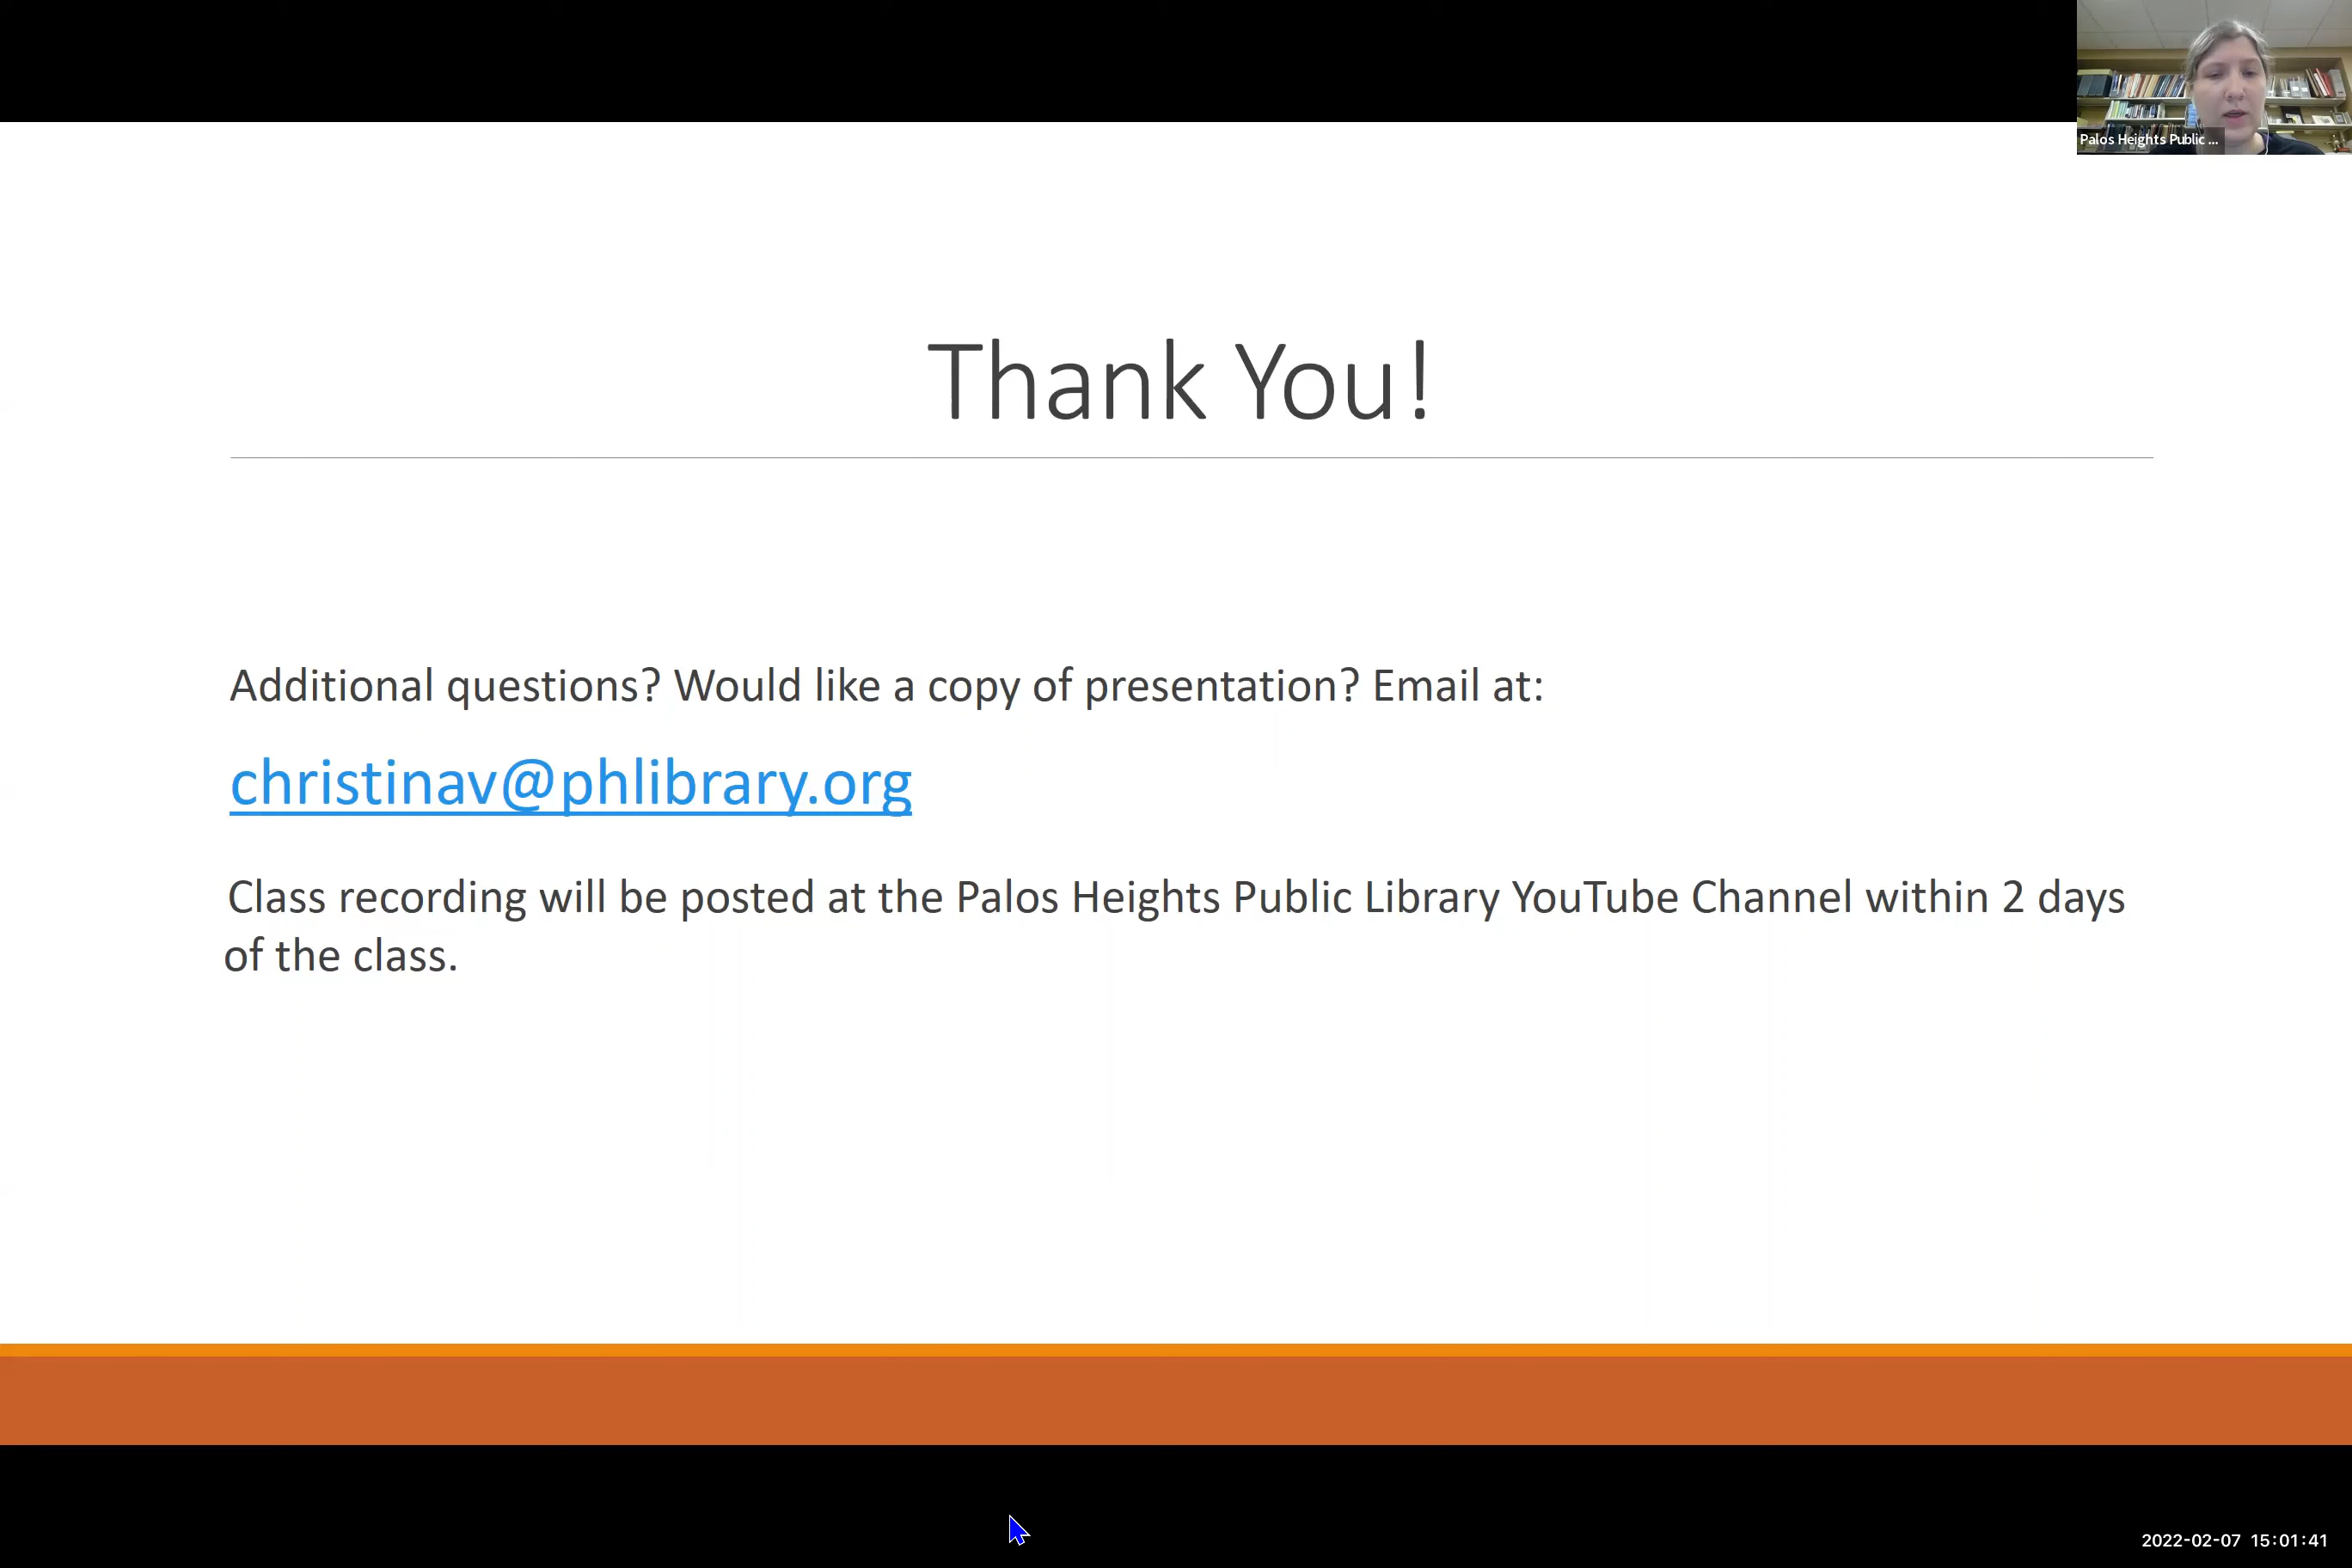 Palos Heights Public ...
Thank You!
Additional questions? Would like a copy of presentation? Email at:
christinav@phlibrary.org
Class recording will be posted at the Palos Heights Public Library YouTube Channel within 2 days
of the class.
2022-02-07 15:01:41